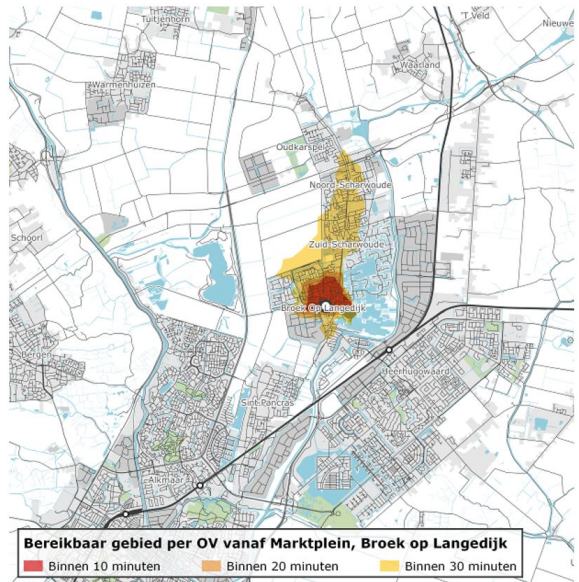 Tuitjenhorn
'T Veld
Nieuwe
Waarland
Warmenhuizen
Oudkarspel
Noord-Scharwoude
Schoorl
Zuid-Scharwoude
Broek Op Langedijk
Bergen
Heerhugowaard
Sint Pancras
Alkmaar
Bereikbaar gebied per OV vanaf Marktplein, Broek op Langedijk
Binnen 10 minuten
Binnen 20 minuten
Binnen 30 minuten